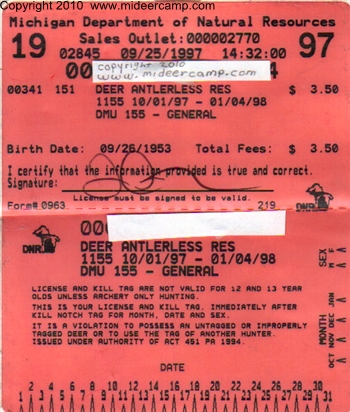 Copyright 2010 www.mideercamp.com
Michigan Department of Natural Resources
19 Sales Outlet:000002770 97
02845 09/25/1997 14:32:00
00 4
copyright 2010
www.mideercamp.com
00341 151 DEER ANTLERLESS RES $ 3.50
1155 10/01/97 - 01/04/98
DMU 155 - GENERAL
Birth Date: 09/26/1953 Total Fees: $ 3.50
I certify that the information provided is true and correct.
Signature:
License must be signed to be valid.
Form# 0963 219 DNR
000
DNR
DEER ANTLERLESS RES
1155 10/01/97 - 01/04/98
DMU 155 - GENERAL
LICENSE AND KILL TAG ARE NOT VALID FOR 12 AND 13 YEAR
OLDS UNLESS ARCHERY ONLY HUNTING.
THIS IS YOUR LICENSE AND KILL TAG, IMMEDIATELY AFTER
KILL NOTCH TAG FOR MONTH, DATE AND SEX.
IT IS A VIOLATION TO POSSESS AN UNTAGGED OR IMPROPERLY
TAGGED DEER OR TO USE THE TAG OF ANOTHER HUNTER.
ISSUED UNDER AUTHORITY OF ACT 451 PA 1994.
SEX
M F
MONTH
OCT NOV DEC JAN
DATE
1 2 3 4 5 6 7 8 9 10 11 12 13 14 15 16 17 18 19 20 21 22 23 24 25 26 27 28 29 30 31